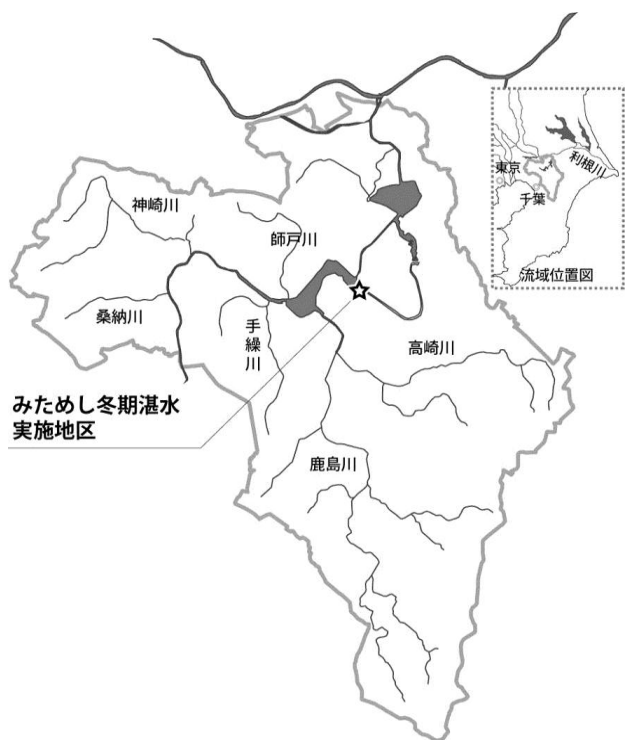 東京
利根川
千葉
流域位置図
神崎川
師戸川
桑納川
手繰川
高崎川
みためし冬期湛水
実施地区
鹿島川